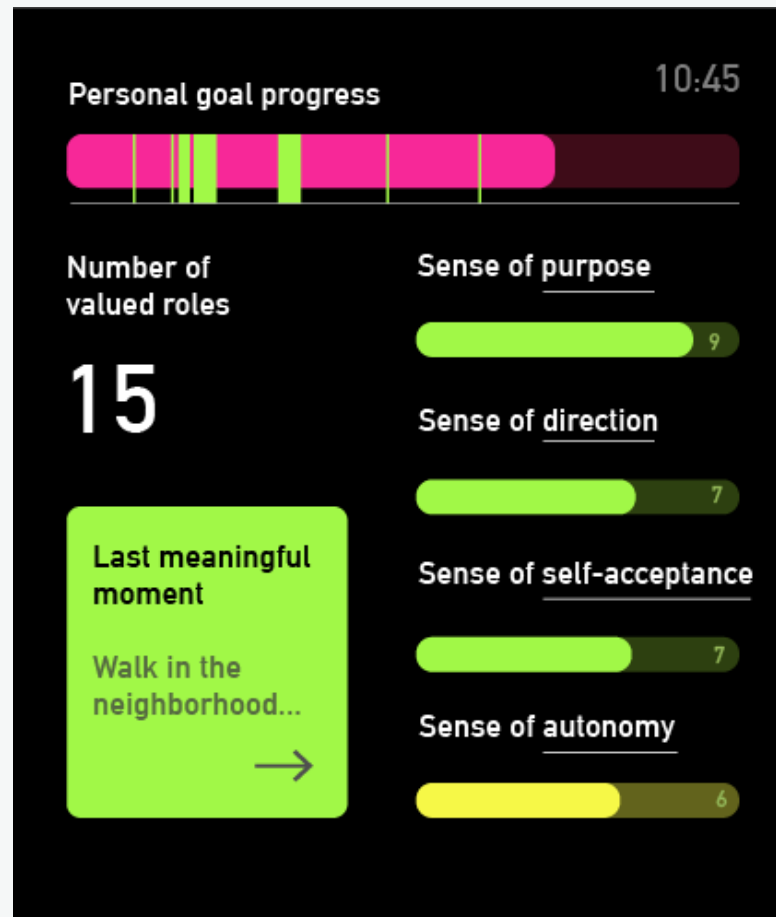 10:45
Personal goal progress
Number of
valued roles
15
Last meaningful
moment
Walk in the
neighborhood...
Sense of purpose
9
Sense of direction
7
Sense of self-acceptance
7
Sense of autonomy
6